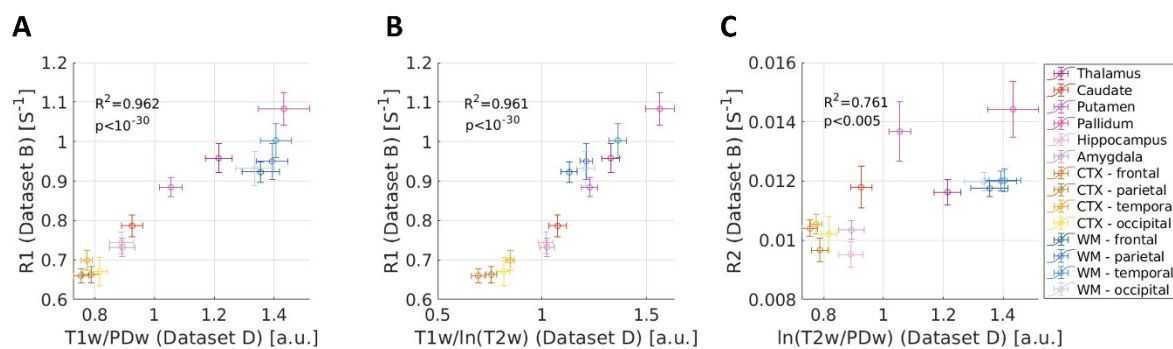 A
B
C
R1 (Dataset B) [S-1]
1.2
1.1
1
0.9
0.8
0.7
0.6
R²=0.962
p<10-30
0.8 1 1.2 1.4
T1w/PDw (Dataset D) [a.u.]
R1 (Dataset B) [S-1]
1.2
1.1
1
0.9
0.8
0.7
0.6
R²=0.961
p<10-30
0.5 1 1.5
T1w/ln(T2w) (Dataset D) [a.u.]
R2 (Dataset B) [S-1]
0.016
0.014
0.012
0.01
0.008
R²=0.761
p<0.005
0.8 1 1.2 1.4
ln(T2w/PDw) (Dataset D) [a.u.]
Thalamus
Caudate
Putamen
Pallidum
Hippocampus
Amygdala
CTX - frontal
CTX - parietal
CTX - temporal
CTX - occipital
WM - frontal
WM - parietal
WM - temporal
WM - occipital